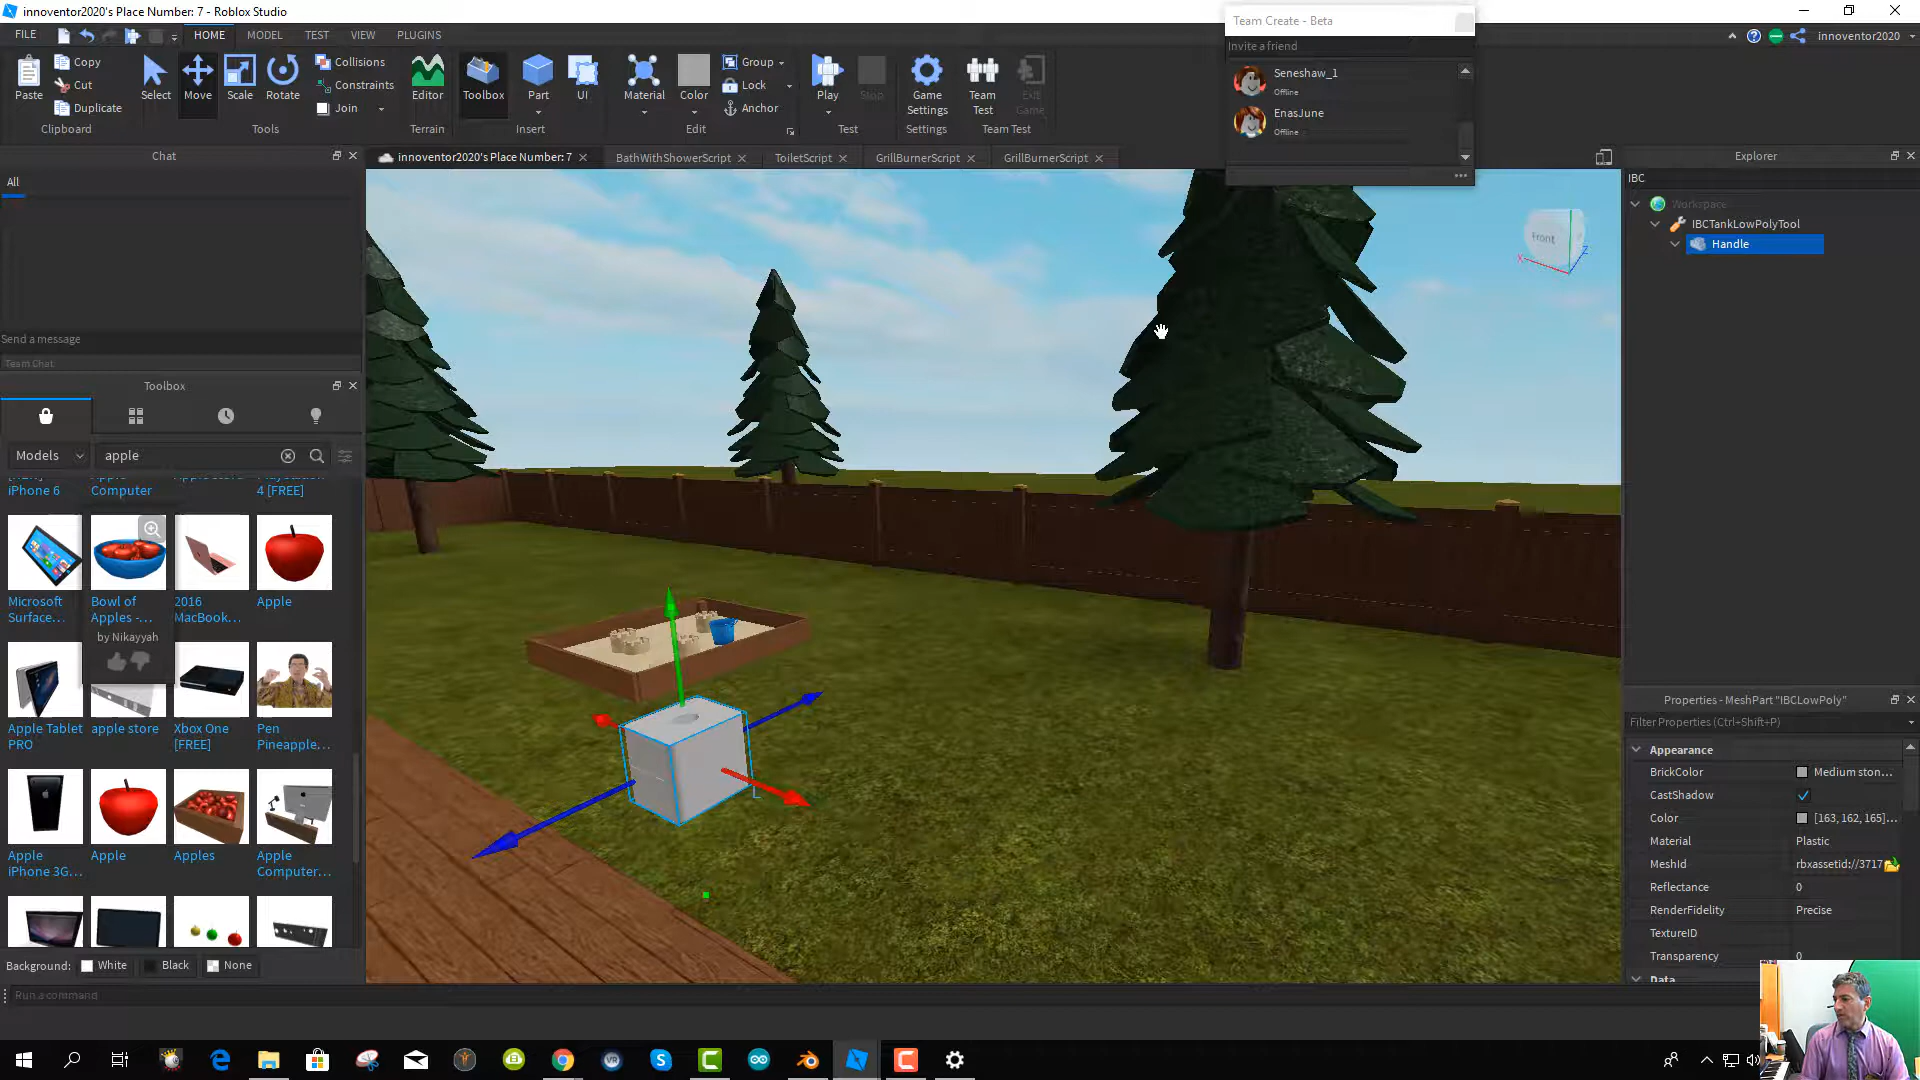 innoventor2020's Place Number: 7 - Roblox Studio
Team Create - Beta
FILE
HOME
MODEL
TEST
VIEW
PLUGINS
innoventor2020
Invite a friend
Seneshaw_1
Offline
EnasJune
Offline
Paste
Copy
Cut
Duplicate
Clipboard
Select
Move
Scale
Rotate
Tools
Collisions
Constraints
Join
Editor
Terrain
Toolbox
Part
UI
Insert
Material
Color
Group
Lock
Anchor
Edit
Play
Stop
Test
Game
Settings
Settings
Team
Test
Exit
Game
Team Test
Chat
innoventor2020's Place Number: 7
BathWithShowerScript
ToiletScript
GrillBurnerScript
GrillBurnerScript
All
Send a message
Team Chat
Toolbox
Models
apple
iPhone 6
Apple
Computer
4 [FREE]
Microsoft
Surface...
Bowl of
Apples -...
by Nikayyah
2016
MacBook...
Apple
Apple Tablet
PRO
apple store
Xbox One
[FREE]
Pen
Pineapple...
Apple
iPhone 3G...
Apple
Apples
Apple
Computer...
Background:
White
Black
None
Run a command
Front
X
Z
Explorer
IBC
Workspace
IBCTankLowPolyTool
Handle
Properties - MeshPart "IBCLowPoly"
Filter Properties (Ctrl+Shift+P)
Appearance
BrickColor
Medium ston...
CastShadow
Color
[163, 162, 165]...
Material
Plastic
MeshId
rbxassetid://3717
Reflectance
0
RenderFidelity
Precise
TextureID
Transparency
0
Data